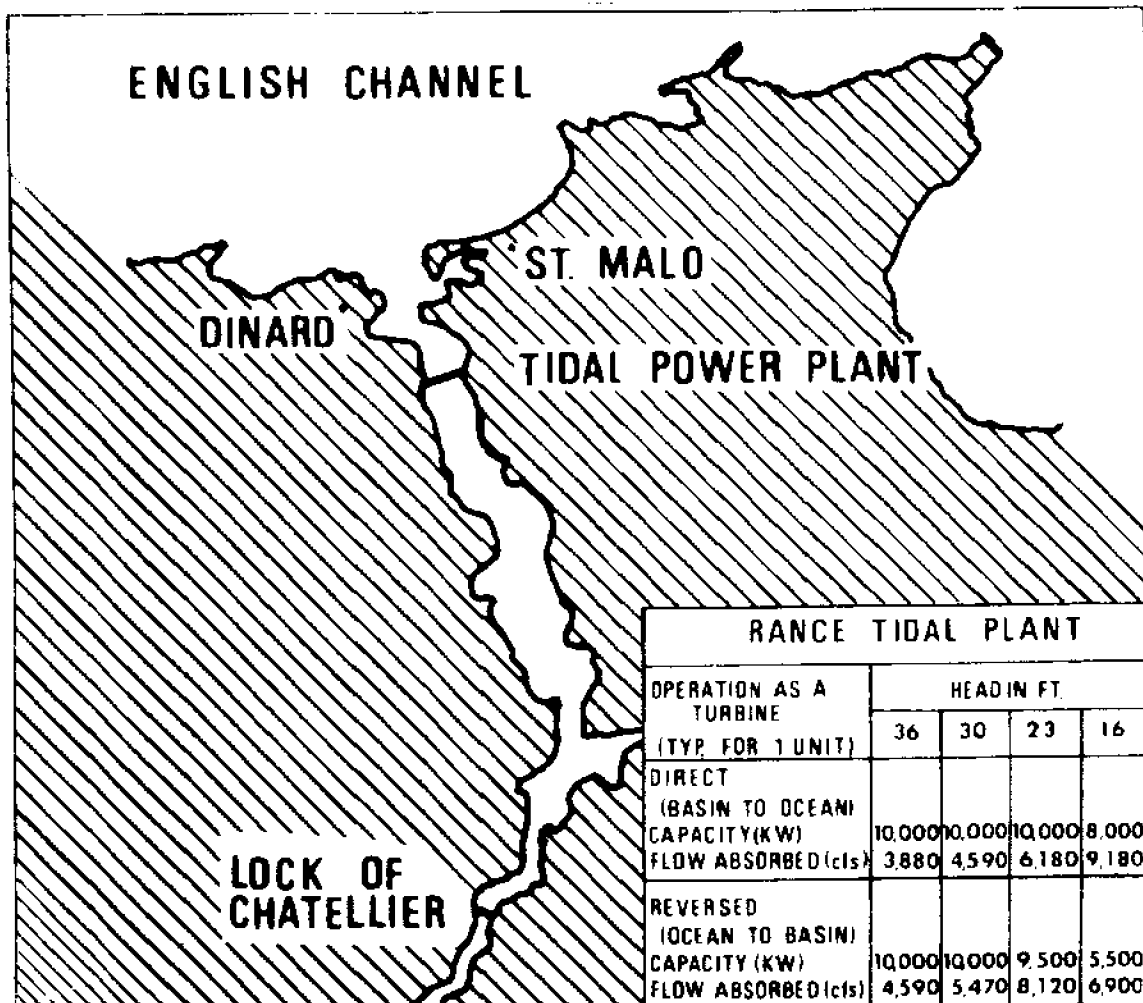 ENGLISH CHANNEL
ST. MALO
DINARD
TIDAL POWER PLANT
RANCE TIDAL PLANT
OPERATION AS A
TURBINE
(TYP. FOR 1 UNIT)
HEAD IN FT.
36 30 23 16
DIRECT
(BASIN TO OCEAN)
CAPACITY (KW) 10,000 10,000 10,000 8,000
FLOW ABSORBED (cfs) 3,880 4,590 6,180 9,180
LOCK OF
CHATELLIER
REVERSED
(OCEAN TO BASIN)
CAPACITY (KW) 10,000 10,000 9,500 5,500
FLOW ABSORBED (cfs) 4,590 5,470 8,120 6,900